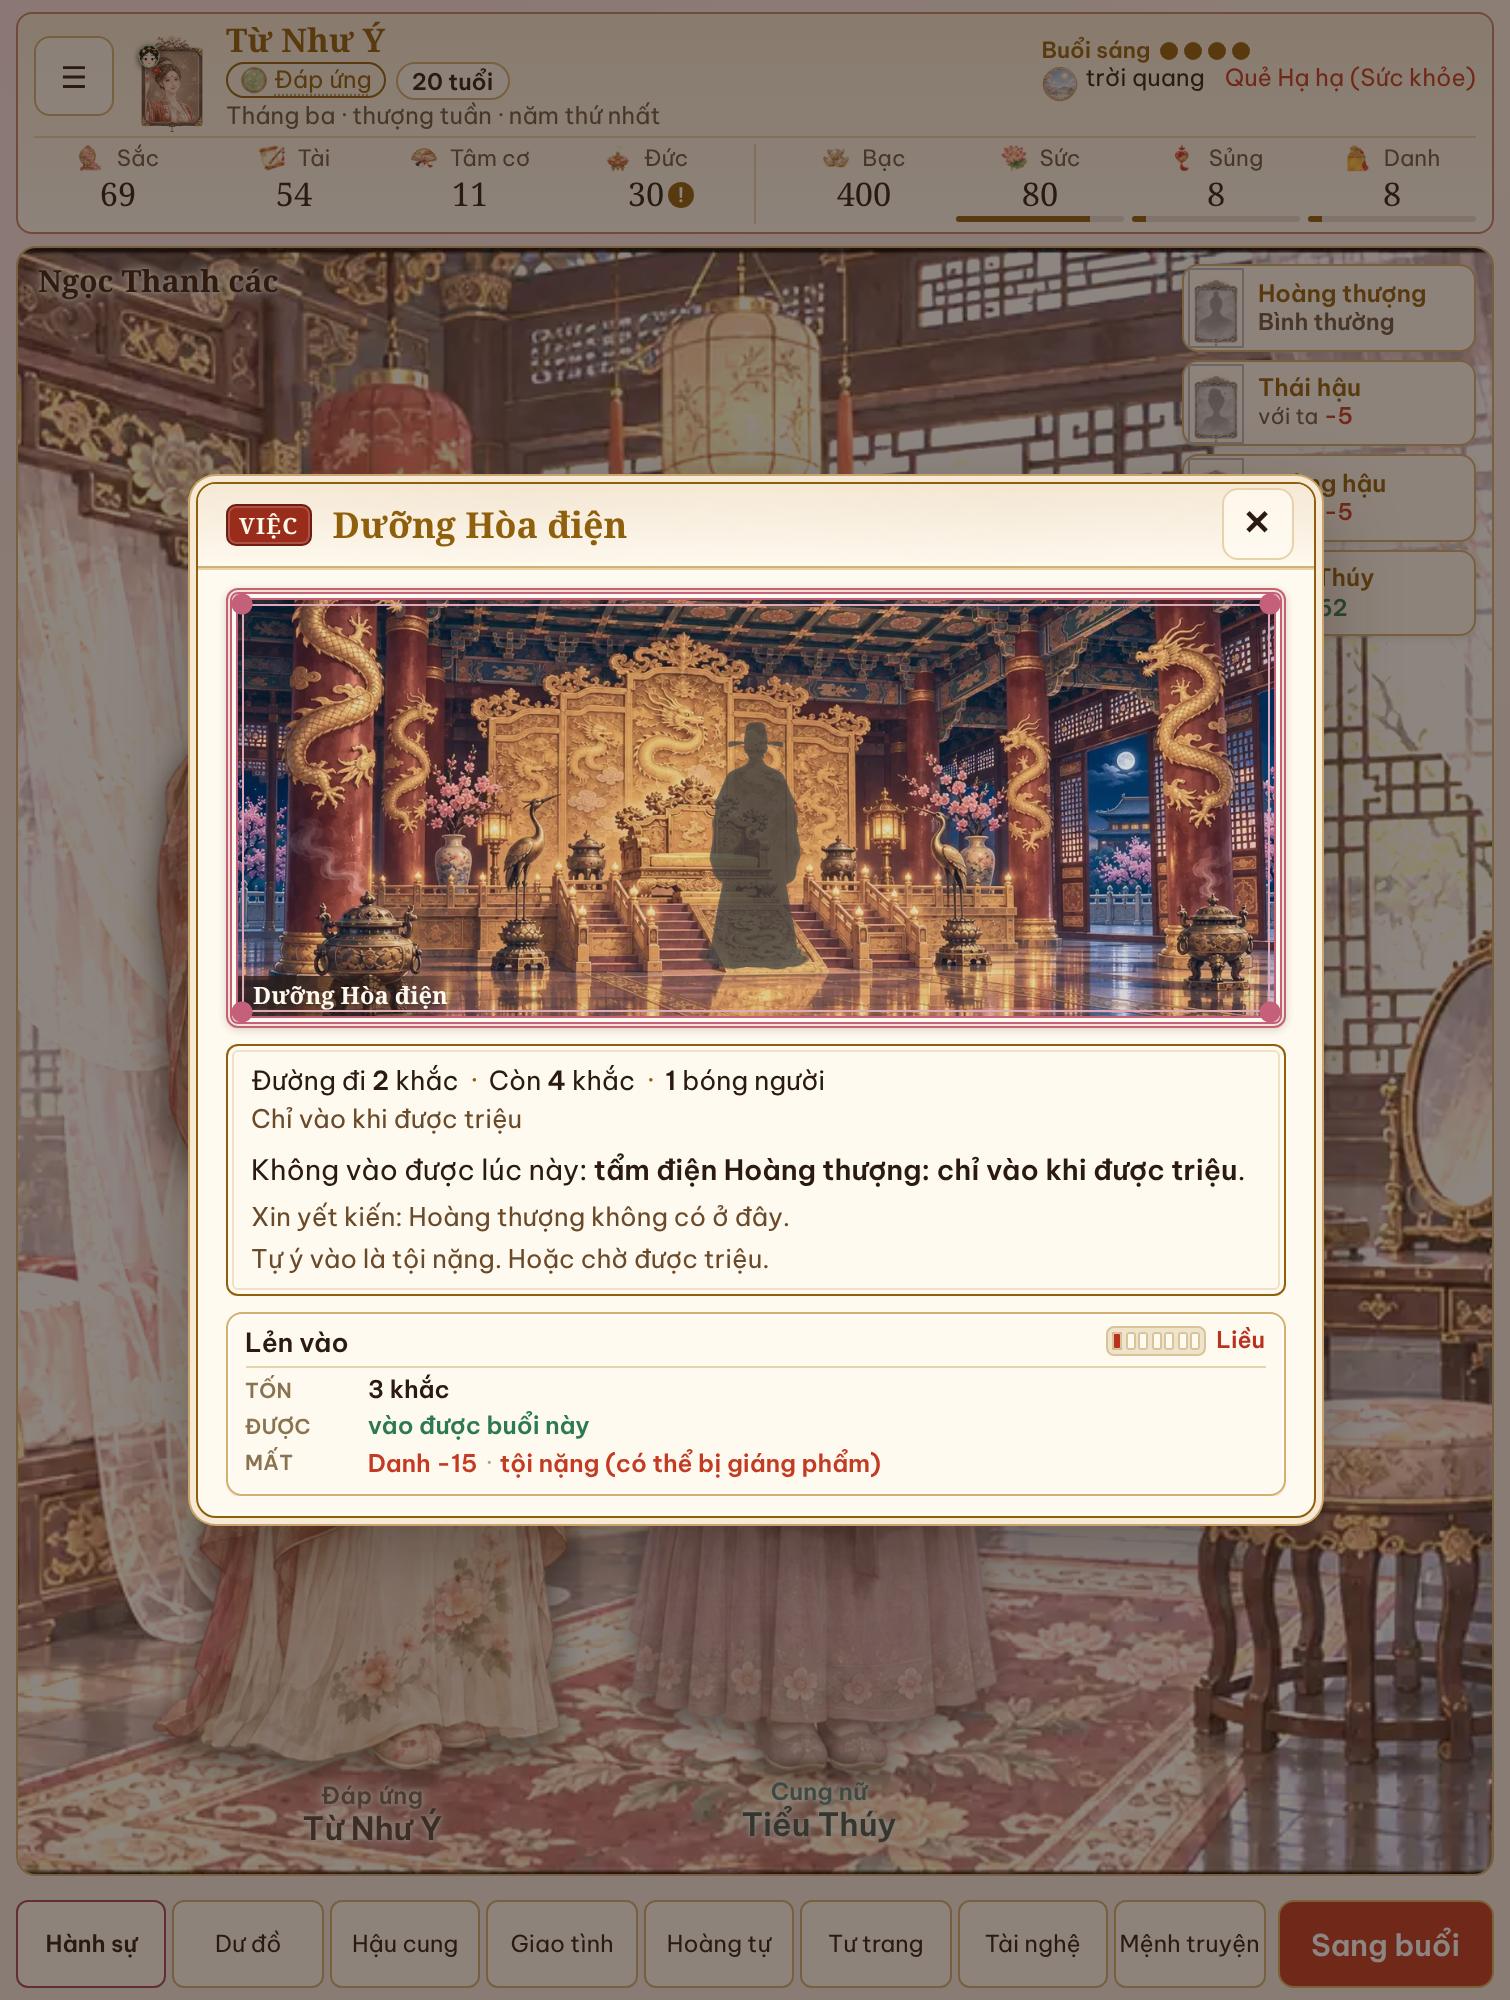 ☰
Từ Như Ý
Đáp ứng
20 tuổi
Tháng ba · thượng tuần · năm thứ nhất
Buổi sáng
trời quang Quẻ Hạ hạ (Sức khỏe)
Sắc Tài Tâm cơ Đức Bạc Sức Sủng Danh
69 54 11 30 ! 400 80 8 8
Ngọc Thanh các
Hoàng thượng
Bình thường
Thái hậu
với ta -5
hậu
-5
Thúy
VIỆC Dưỡng Hòa điện ✕
Dưỡng Hòa điện
Đường đi 2 khắc · Còn 4 khắc · 1 bóng người
Chỉ vào khi được triệu
Không vào được lúc này: tẩm điện Hoàng thượng: chỉ vào khi được triệu.
Xin yết kiến: Hoàng thượng không có ở đây.
Tự ý vào là tội nặng. Hoặc chờ được triệu.
Lẻn vào Liều
TỐN 3 khắc
ĐƯỢC vào được buổi này
MẤT Danh -15 · tội nặng (có thể bị giáng phẩm)
Đáp ứng
Từ Như Ý
Cung nữ
Tiểu Thúy
Hành sự Dư đồ Hậu cung Giao tình Hoàng tự Tư trang Tài nghệ Mệnh truyện Sang buổi